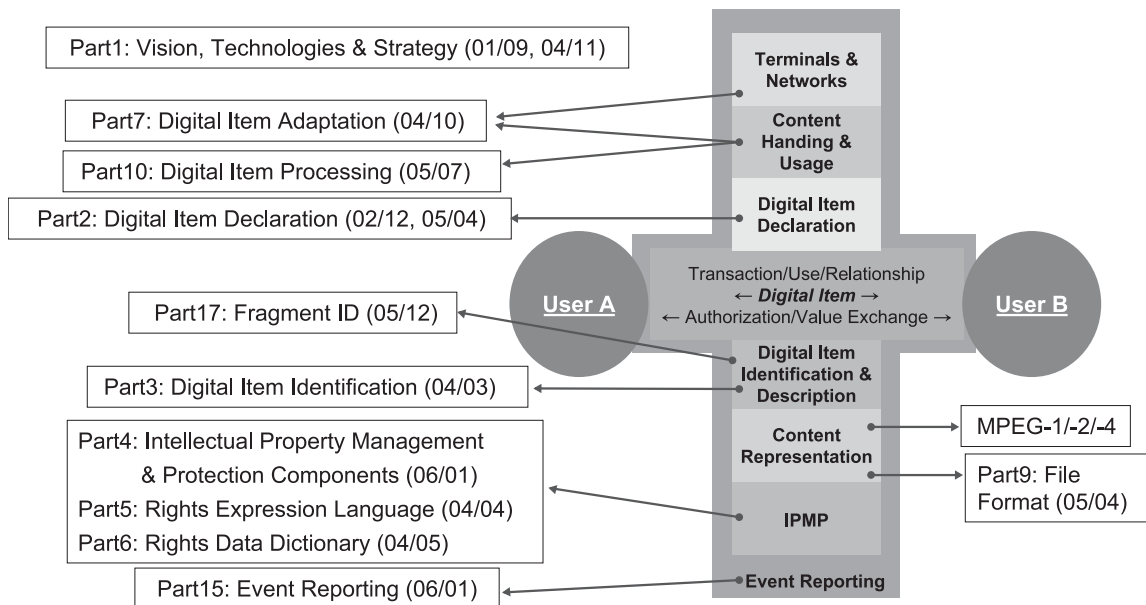 Part1: Vision, Technologies & Strategy (01/09, 04/11)
Part7: Digital Item Adaptation (04/10)
Part10: Digital Item Processing (05/07)
Part2: Digital Item Declaration (02/12, 05/04)
Part17: Fragment ID (05/12)
Part3: Digital Item Identification (04/03)
Part4: Intellectual Property Management
& Protection Components (06/01)
Part5: Rights Expression Language (04/04)
Part6: Rights Data Dictionary (04/05)
Part15: Event Reporting (06/01)
Terminals &
Networks
Content
Handing &
Usage
Digital Item
Declaration
User A
Transaction/Use/Relationship
← Digital Item →
← Authorization/Value Exchange →
User B
Digital Item
Identification &
Description
Content
Representation
IPMP
Event Reporting
MPEG-1/-2/-4
Part9: File
Format (05/04)